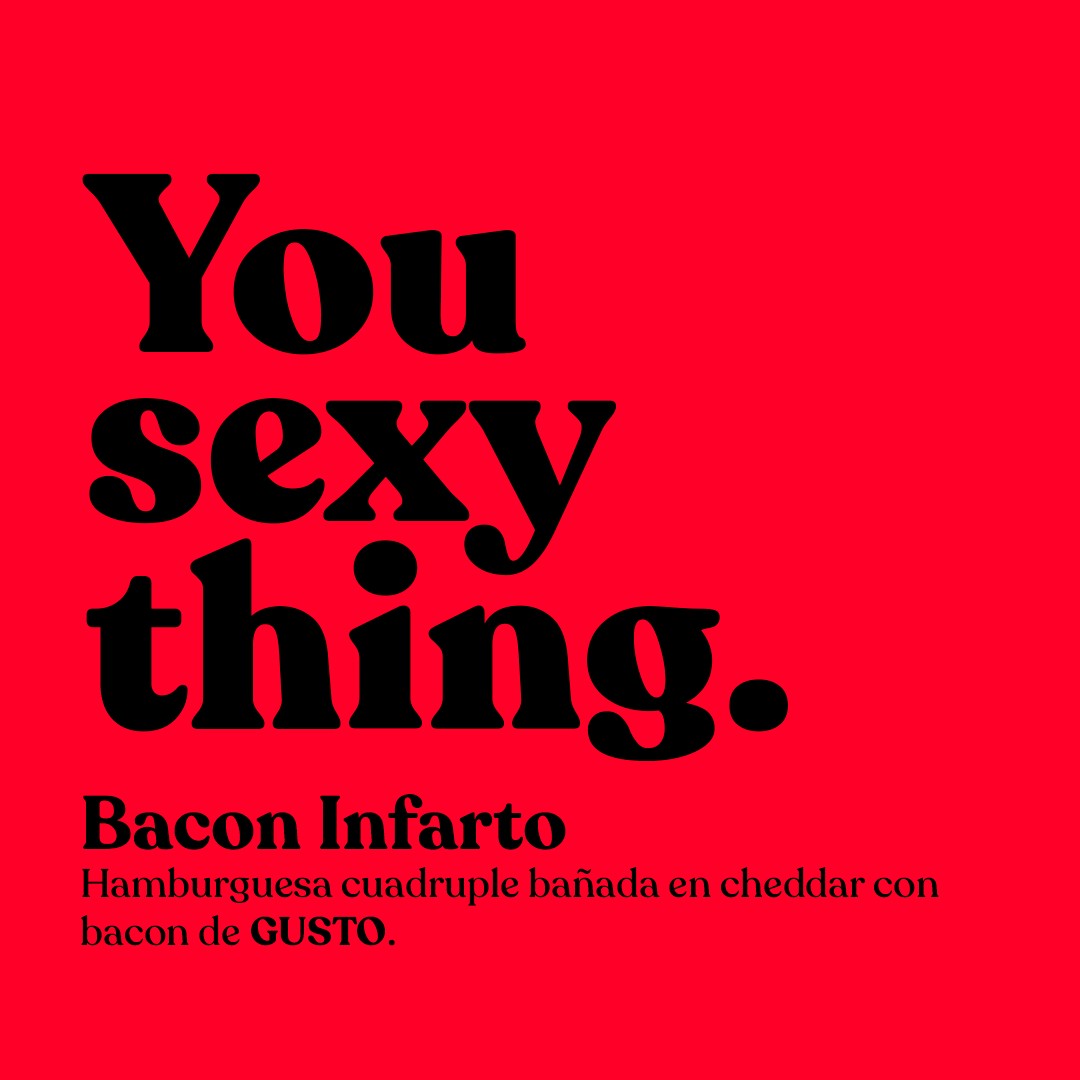 You
sexy
thing.
Bacon Infarto
Hamburguesa cuadruple bañada en cheddar con
bacon de GUSTO.